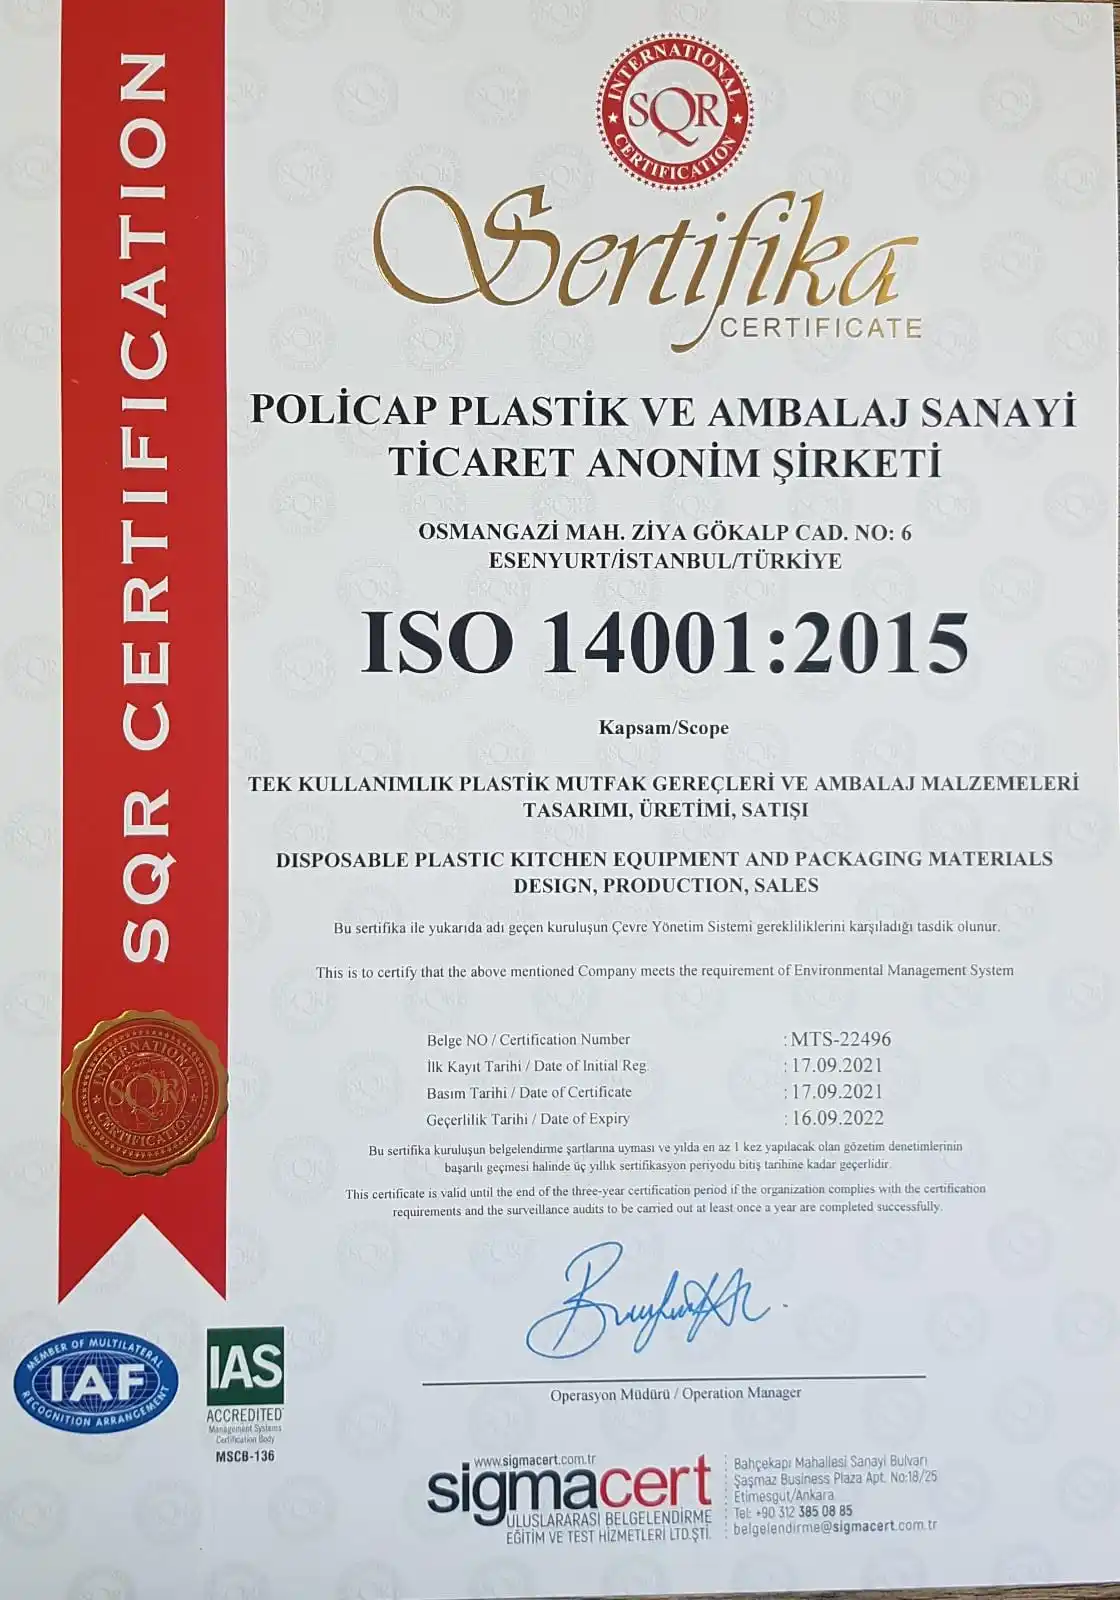 SQR CERTIFICATION
INTERNATIONAL
SQR
CERTIFICATION
Sertifika
CERTIFICATE
POLİCAP PLASTİK VE AMBALAJ SANAYİ
TİCARET ANONİM ŞİRKETİ
OSMANGAZİ MAH. ZİYA GÖKALP CAD. NO: 6
ESENYURT/İSTANBUL/TÜRKİYE
ISO 14001:2015
Kapsam/Scope
TEK KULLANIMLIK PLASTİK MUTFAK GEREÇLERİ VE AMBALAJ MALZEMELERİ
TASARIMI, ÜRETİMİ, SATIŞI
DISPOSABLE PLASTIC KITCHEN EQUIPMENT AND PACKAGING MATERIALS
DESIGN, PRODUCTION, SALES
Bu sertifika ile yukarıda adı geçen kuruluşun Çevre Yönetim Sistemi gerekliliklerini karşıladığı tasdik olunur.
This is to certify that the above mentioned Company meets the requirement of Environmental Management System
Belge NO / Certification Number : MTS-22496
İlk Kayıt Tarihi / Date of Initial Reg. : 17.09.2021
Basım Tarihi / Date of Certificate : 17.09.2021
Geçerlilik Tarihi / Date of Expiry : 16.09.2022
Bu sertifika kuruluşun belgelendirme şartlarına uyması ve yılda en az 1 kez yapılacak olan gözetim denetimlerinin
başarılı geçmesi halinde üç yıllık sertifikasyon periyodu bitiş tarihine kadar geçerlidir.
This certificate is valid until the end of the three-year certification period if the organization complies with the certification
requirements and the surveillance audits to be carried out at least once a year are completed successfully.
INTERNATIONAL
SQR
CERTIFICATION
Operasyon Müdürü / Operation Manager
MEMBER OF MULTILATERAL
IAF
RECOGNITION ARRANGEMENT
IAS
ACCREDITED
Management Systems
Certification Body
MSCB-136
www.sigmacert.com.tr
sigmacert
ULUSLARARASI BELGELENDİRME
EĞİTİM VE TEST HİZMETLERİ LTD.ŞTİ.
Bahçekapı Mahallesi Sanayi Bulvarı
Şaşmaz Business Plaza Apt. No:18/25
Etimesgut/Ankara
Tel: +90 312 385 08 85
belgelendirme@sigmacert.com.tr